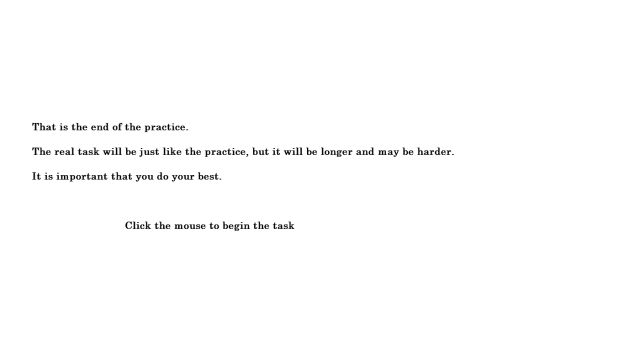 That is the end of the practice.
The real task will be just like the practice, but it will be longer and may be harder.
It is important that you do your best.
Click the mouse to begin the task